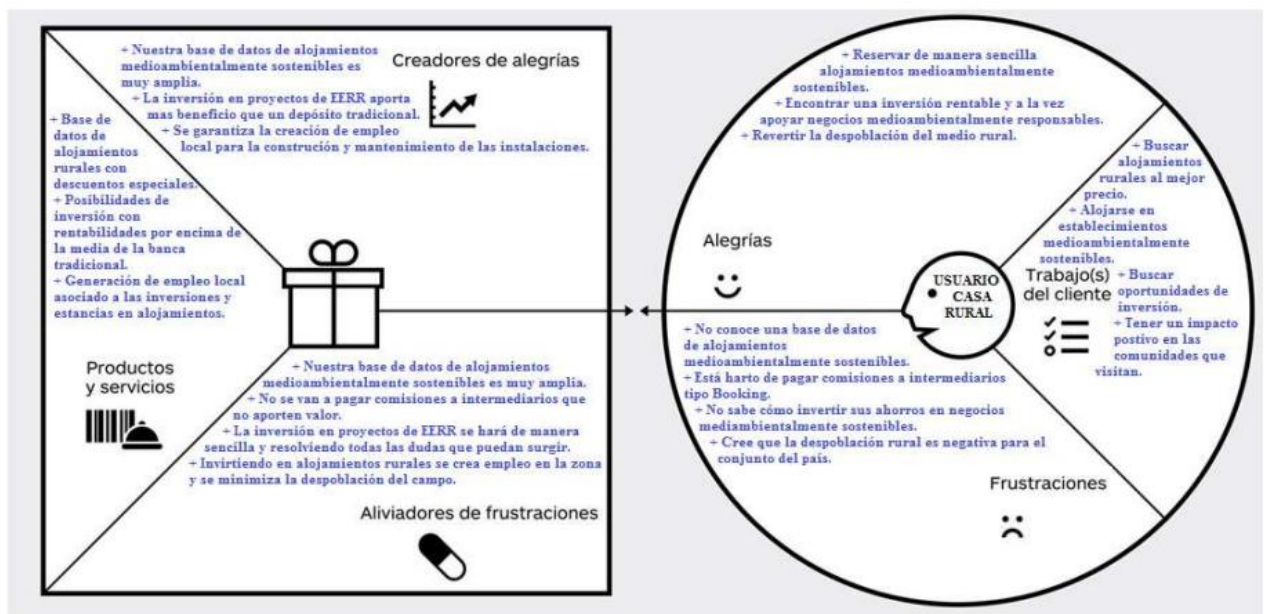 + Nuestra base de datos de alojamientos
medioambientalmente sostenibles es
muy amplia.
+ La inversión en proyectos de EERR aporta
mas beneficio que un depósito tradicional.
+ Se garantiza la creación de empleo
local para la construción y mantenimiento de las instalaciones.
Creadores de alegrías
+ Base de
datos de
alojamientos
rurales con
descuentos especiales.
+ Posibilidades de
inversión con
rentabilidades por encima de
la media de la banca
tradicional.
+ Generación de empleo local
asociado a las inversiones y
estancias en alojamientos.
Productos
y servicios
+ Nuestra base de datos de alojamientos
medioambientalmente sostenibles es muy amplia.
+ No se van a pagar comisiones a intermediarios que
no aporten valor.
+ La inversión en proyectos de EERR se hará de manera
sencilla y resolviendo todas las dudas que puedan surgir.
+ Invirtiendo en alojamientos rurales se crea empleo en la zona
y se minimiza la despoblación del campo.
Aliviadores de frustraciones
+ Reservar de manera sencilla
alojamientos medioambientalmente
sostenibles.
+ Encontrar una inversión rentable y a la vez
apoyar negocios medioambientalmente responsables.
+ Revertir la despoblación del medio rural.
Alegrías
USUARIO
CASA
RURAL
Trabajo(s)
del cliente
+ Buscar
alojamientos
rurales al mejor
precio.
+ Alojarse en
establecimientos
medioambientalmente
sostenibles.
+ Buscar
oportunidades de
inversión.
+ Tener un impacto
postivo en las
comunidades que
visitan.
+ No conoce una base de datos
de alojamientos
medioambientalmente sostenibles.
+ Está harto de pagar comisiones a intermediarios
tipo Booking.
+ No sabe cómo invertir sus ahorros en negocios
mediambientalmente sostenibles.
+ Cree que la despoblación rural es negativa para el
conjunto del país.
Frustraciones